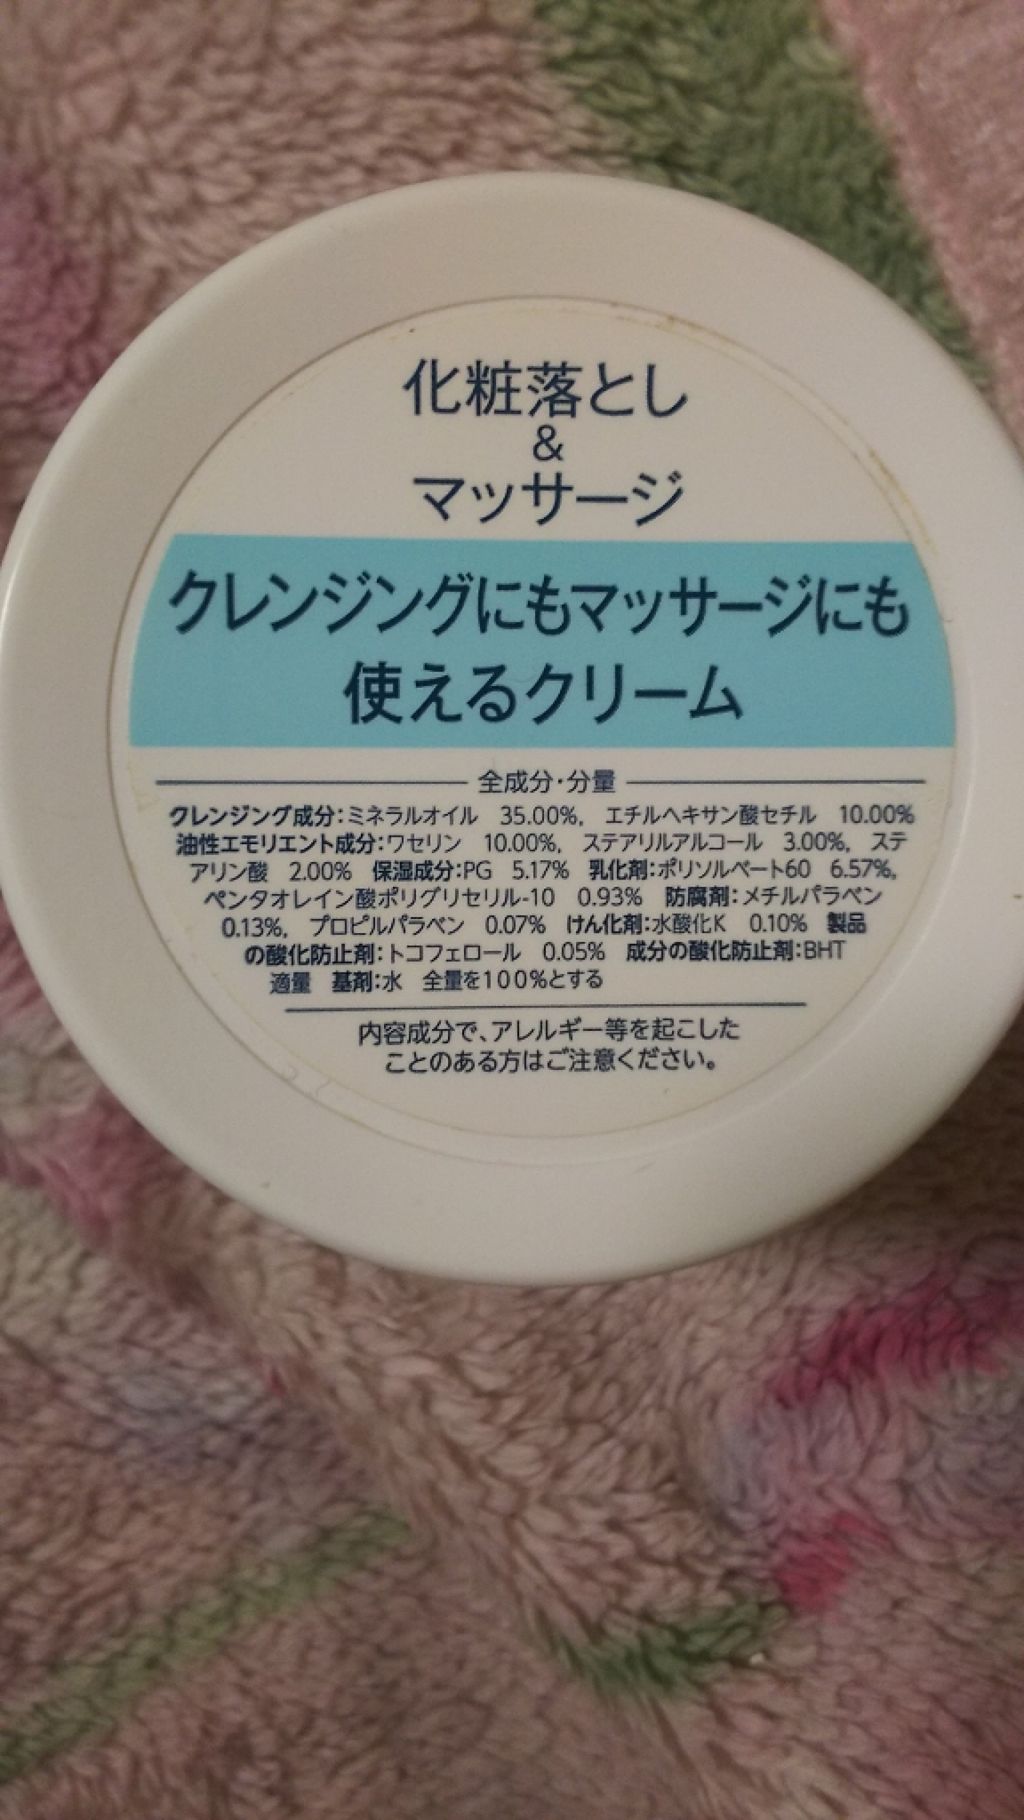 化粧落とし
&
マッサージ
クレンジングにもマッサージにも
使えるクリーム
全成分・分量
クレンジング成分：ミネラルオイル　35.00%,　エチルヘキサン酸セチル　10.00%
油性エモリエント成分：ワセリン　10.00%,　ステアリルアルコール　3.00%,　ステ
アリン酸　2.00%　保湿成分：PG　5.17%　乳化剤：ポリソルベート60　6.57%,
ペンタオレイン酸ポリグリセリル-10　0.93%　防腐剤：メチルパラベン
0.13%,　プロピルパラベン　0.07%　けん化剤：水酸化K　0.10%　製品
の酸化防止剤：トコフェロール　0.05%　成分の酸化防止剤：BHT
適量　基剤：水　全量を100%とする
内容成分で、アレルギー等を起こした
ことのある方はご注意ください。